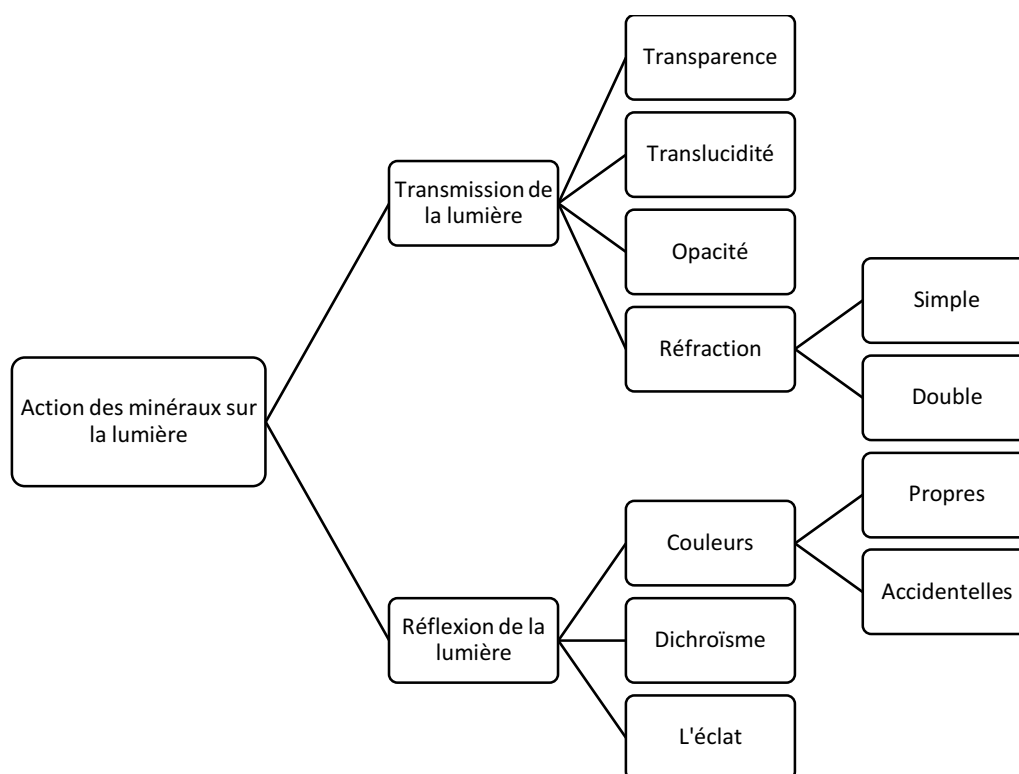 Action des minéraux sur
la lumière
Transmission de
la lumière
Transparence
Translucidité
Opacité
Réfraction
Simple
Double
Réflexion de la
lumière
Couleurs
Propres
Accidentelles
Dichroïsme
L'éclat